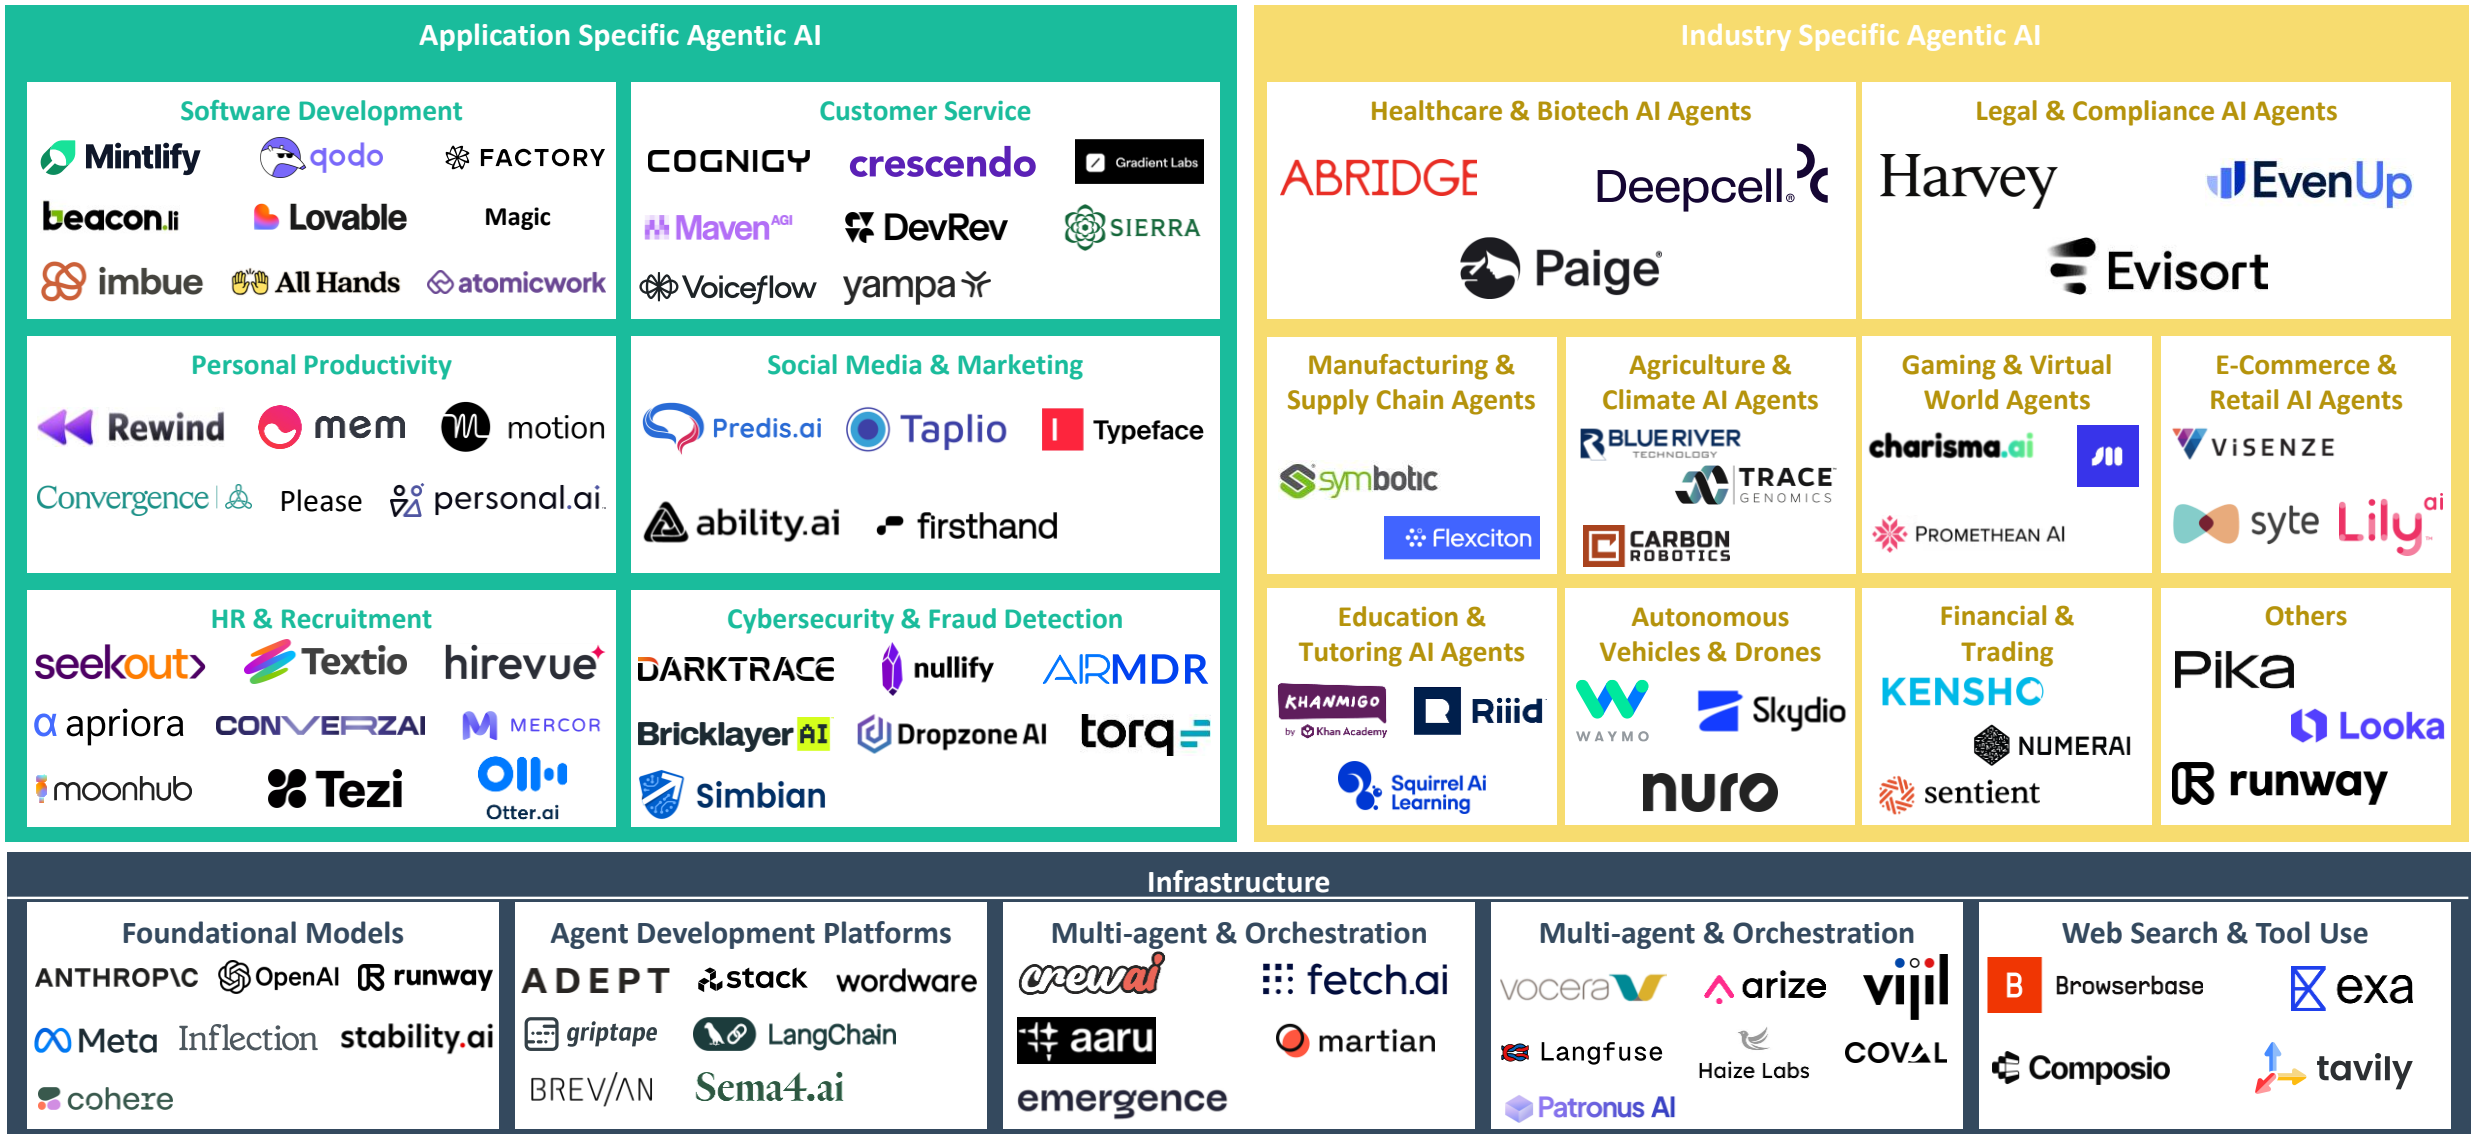 Application Specific Agentic AI
Software Development
Mintlify
qodo
FACTORY
beacon.li
Lovable
Magic
imbue
All Hands
atomicwork
Customer Service
COGNIGY
crescendo
Gradient Labs
Maven AGI
DevRev
SIERRA
Voiceflow
yampa
Personal Productivity
Rewind
mem
motion
Convergence
Please
personal.ai
Social Media & Marketing
Predis.ai
Taplio
Typeface
ability.ai
firsthand
HR & Recruitment
seekout
Textio
hirevue
apriora
CONVERZAI
MERCOR
moonhub
Tezi
Otter.ai
Cybersecurity & Fraud Detection
DARKTRACE
nullify
AIRMDR
Bricklayer AI
Dropzone AI
torq
Simbian
Industry Specific Agentic AI
Healthcare & Biotech AI Agents
ABRIDGE
Deepcell®
Paige®
Legal & Compliance AI Agents
Harvey
EvenUp
Evisort
Manufacturing &
Supply Chain Agents
symbotic
Flexciton
Agriculture &
Climate AI Agents
BLUE RIVER
TECHNOLOGY
TRACE
GENOMICS
CARBON
ROBOTICS
Gaming & Virtual
World Agents
charisma.ai
PROMETHEAN AI
E-Commerce &
Retail AI Agents
ViSENZE
syte
Lily ai
Education &
Tutoring AI Agents
KHANMIGO
by Khan Academy
Riiid
Squirrel Ai
Learning
Autonomous
Vehicles & Drones
WAYMO
Skydio
nuro
Financial &
Trading
KENSHO
NUMERAI
sentient
Others
Pika
Looka
runway
Infrastructure
Foundational Models
ANTHROP\C
OpenAI
runway
Meta
Inflection
stability.ai
cohere
Agent Development Platforms
ADEPT
stack
wordware
griptape
LangChain
BREVIAN
Sema4.ai
Multi-agent & Orchestration
crewai
fetch.ai
aaru
martian
emergence
Multi-agent & Orchestration
vocera
arize
vijil
Langfuse
Haize Labs
COVAL
Patronus AI
Web Search & Tool Use
B Browserbase
exa
Composio
tavily